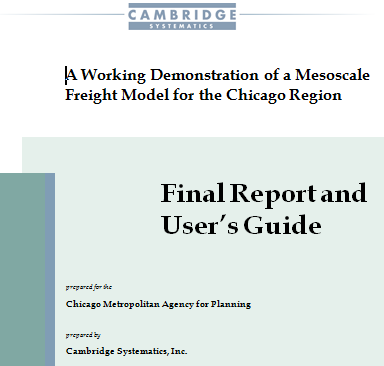 CAMBRIDGE
SYSTEMATICS
A Working Demonstration of a Mesoscale
Freight Model for the Chicago Region
Final Report and
User's Guide
prepared for the
Chicago Metropolitan Agency for Planning
prepared by
Cambridge Systematics, Inc.